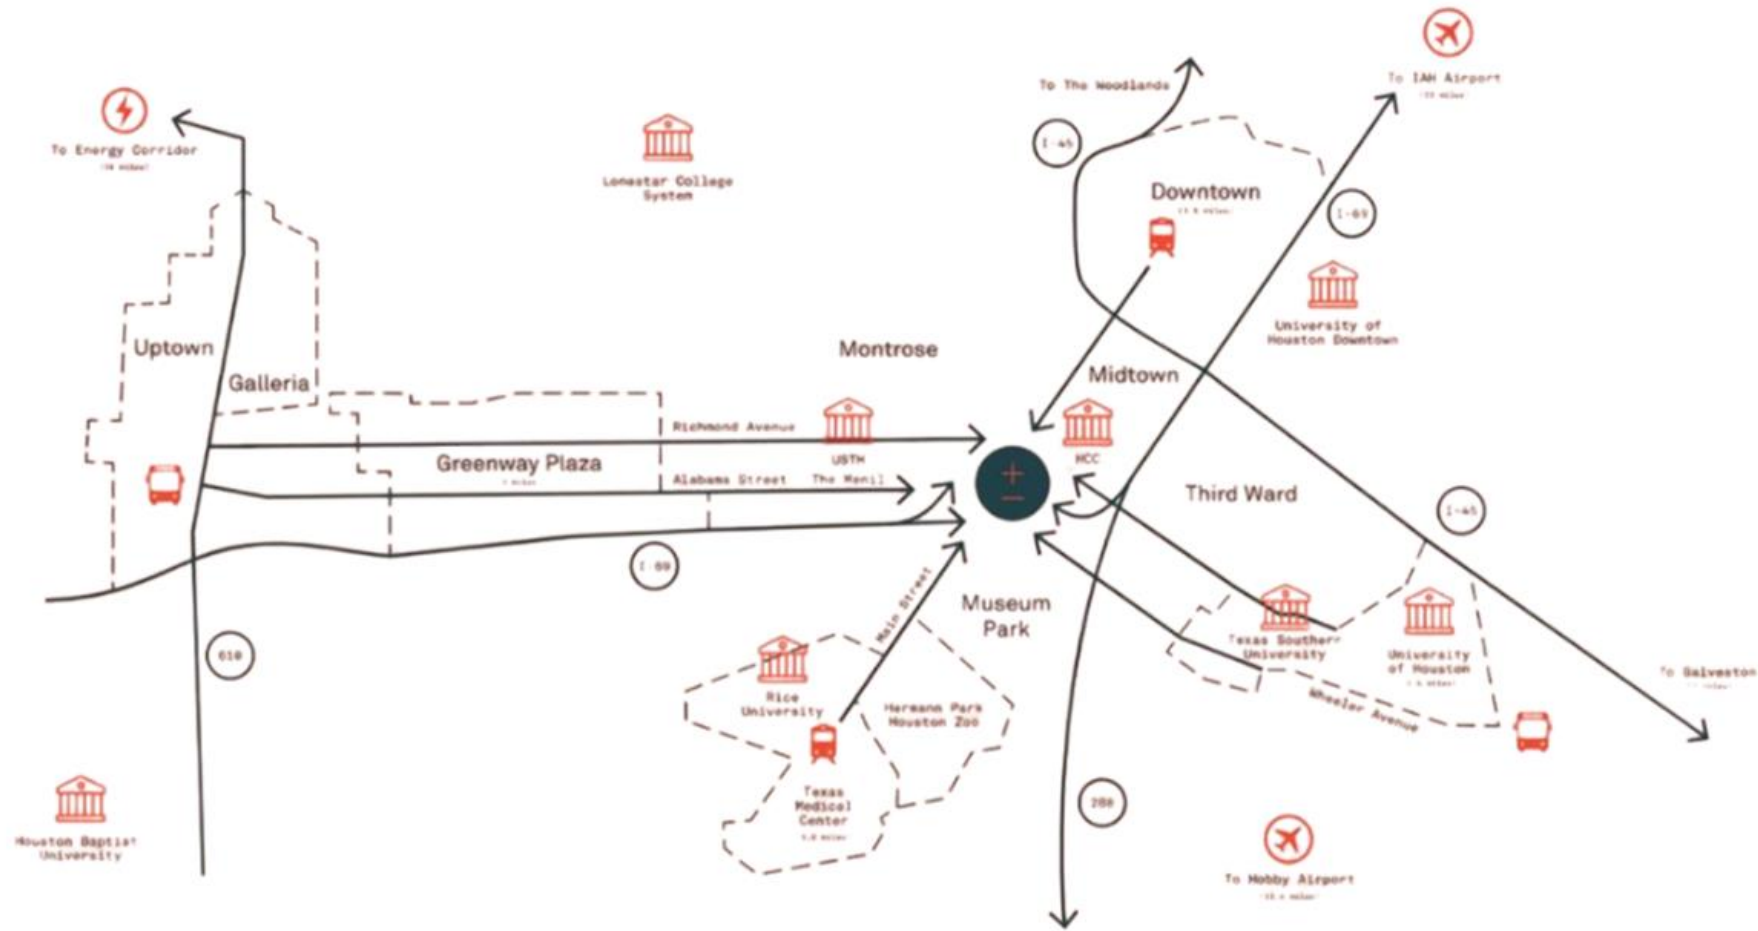 To IAH Airport
To The Woodlands
To Energy Corridor
I-45
Lonestar College
System
Downtown
I-69
University of
Houston Downtown
Uptown
Montrose
Galleria
Midtown
Richmond Avenue
USTH
HCC
Greenway Plaza
Alabama Street
The Menil
+
−
Third Ward
I-45
I-69
Main Street
Museum
Park
610
Texas Southern
University
University
of Houston
To Galveston
Rice
University
Hermann Park
Houston Zoo
Wheeler Avenue
Texas
Medical
Center
288
Houston Baptist
University
To Hobby Airport